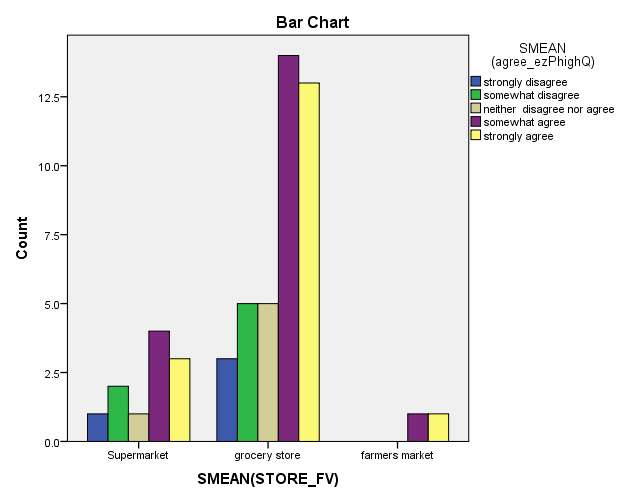 Bar Chart
SMEAN
(agree_ezPhighQ)
strongly disagree
somewhat disagree
neither disagree nor agree
somewhat agree
strongly agree
12.5
10.0
7.5
5.0
2.5
0.0
Count
Supermarket
grocery store
farmers market
SMEAN(STORE_FV)